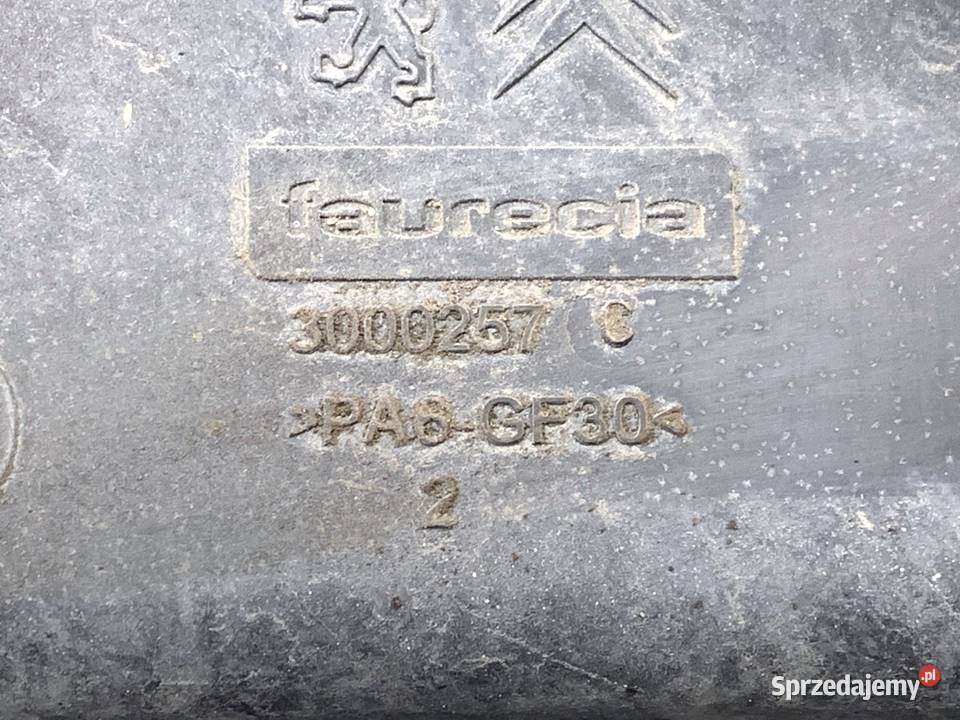 faurecia
3000257 C
>PA6-GF30<
2
Sprzedajemy.pl